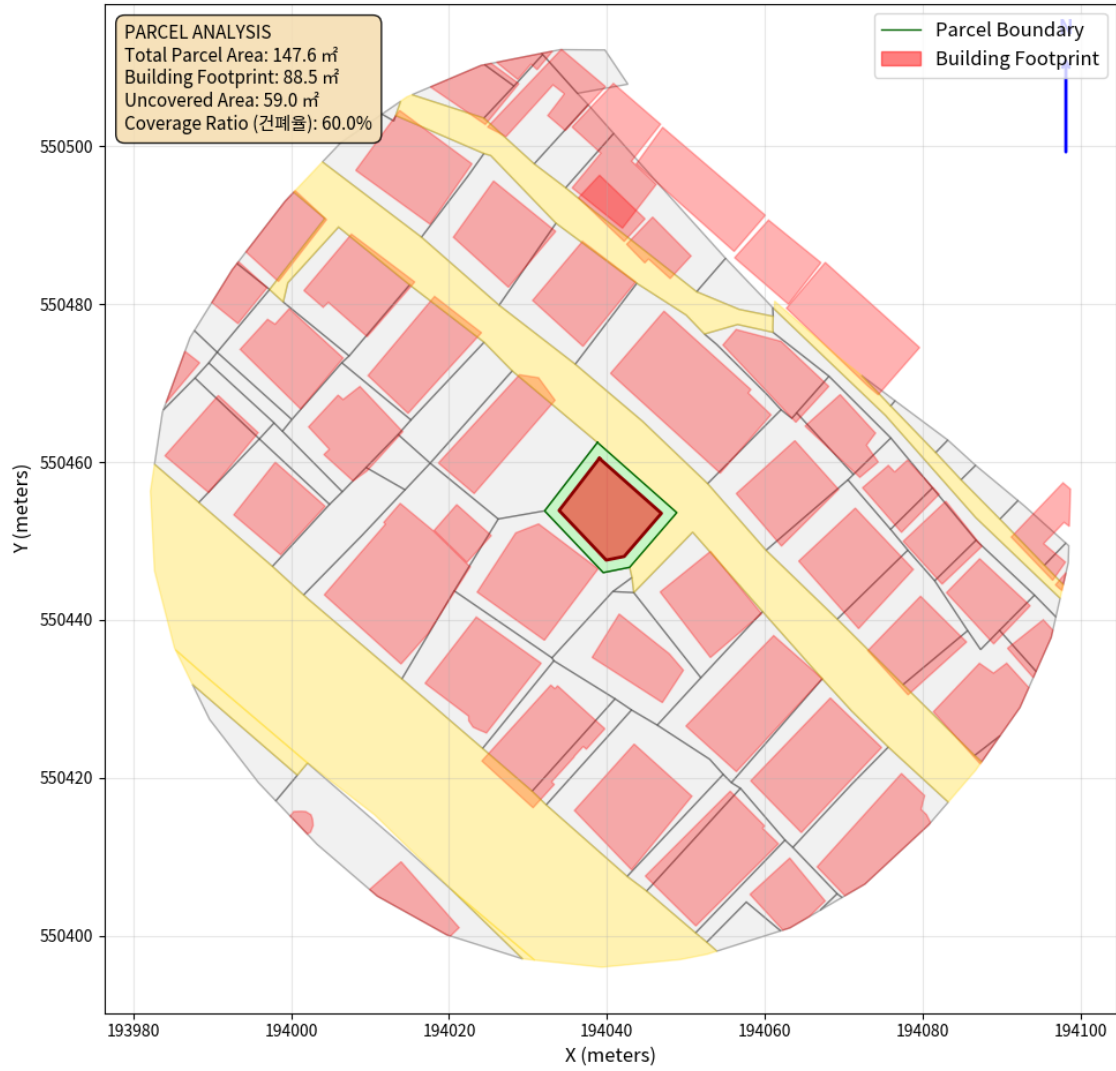 PARCEL ANALYSIS
Total Parcel Area: 147.6 ㎡
Building Footprint: 88.5 ㎡
Uncovered Area: 59.0 ㎡
Coverage Ratio (건폐율): 60.0%
Parcel Boundary
Building Footprint
N
550500
550480
550460
550440
550420
550400
Y (meters)
193980
194000
194020
194040
194060
194080
194100
X (meters)